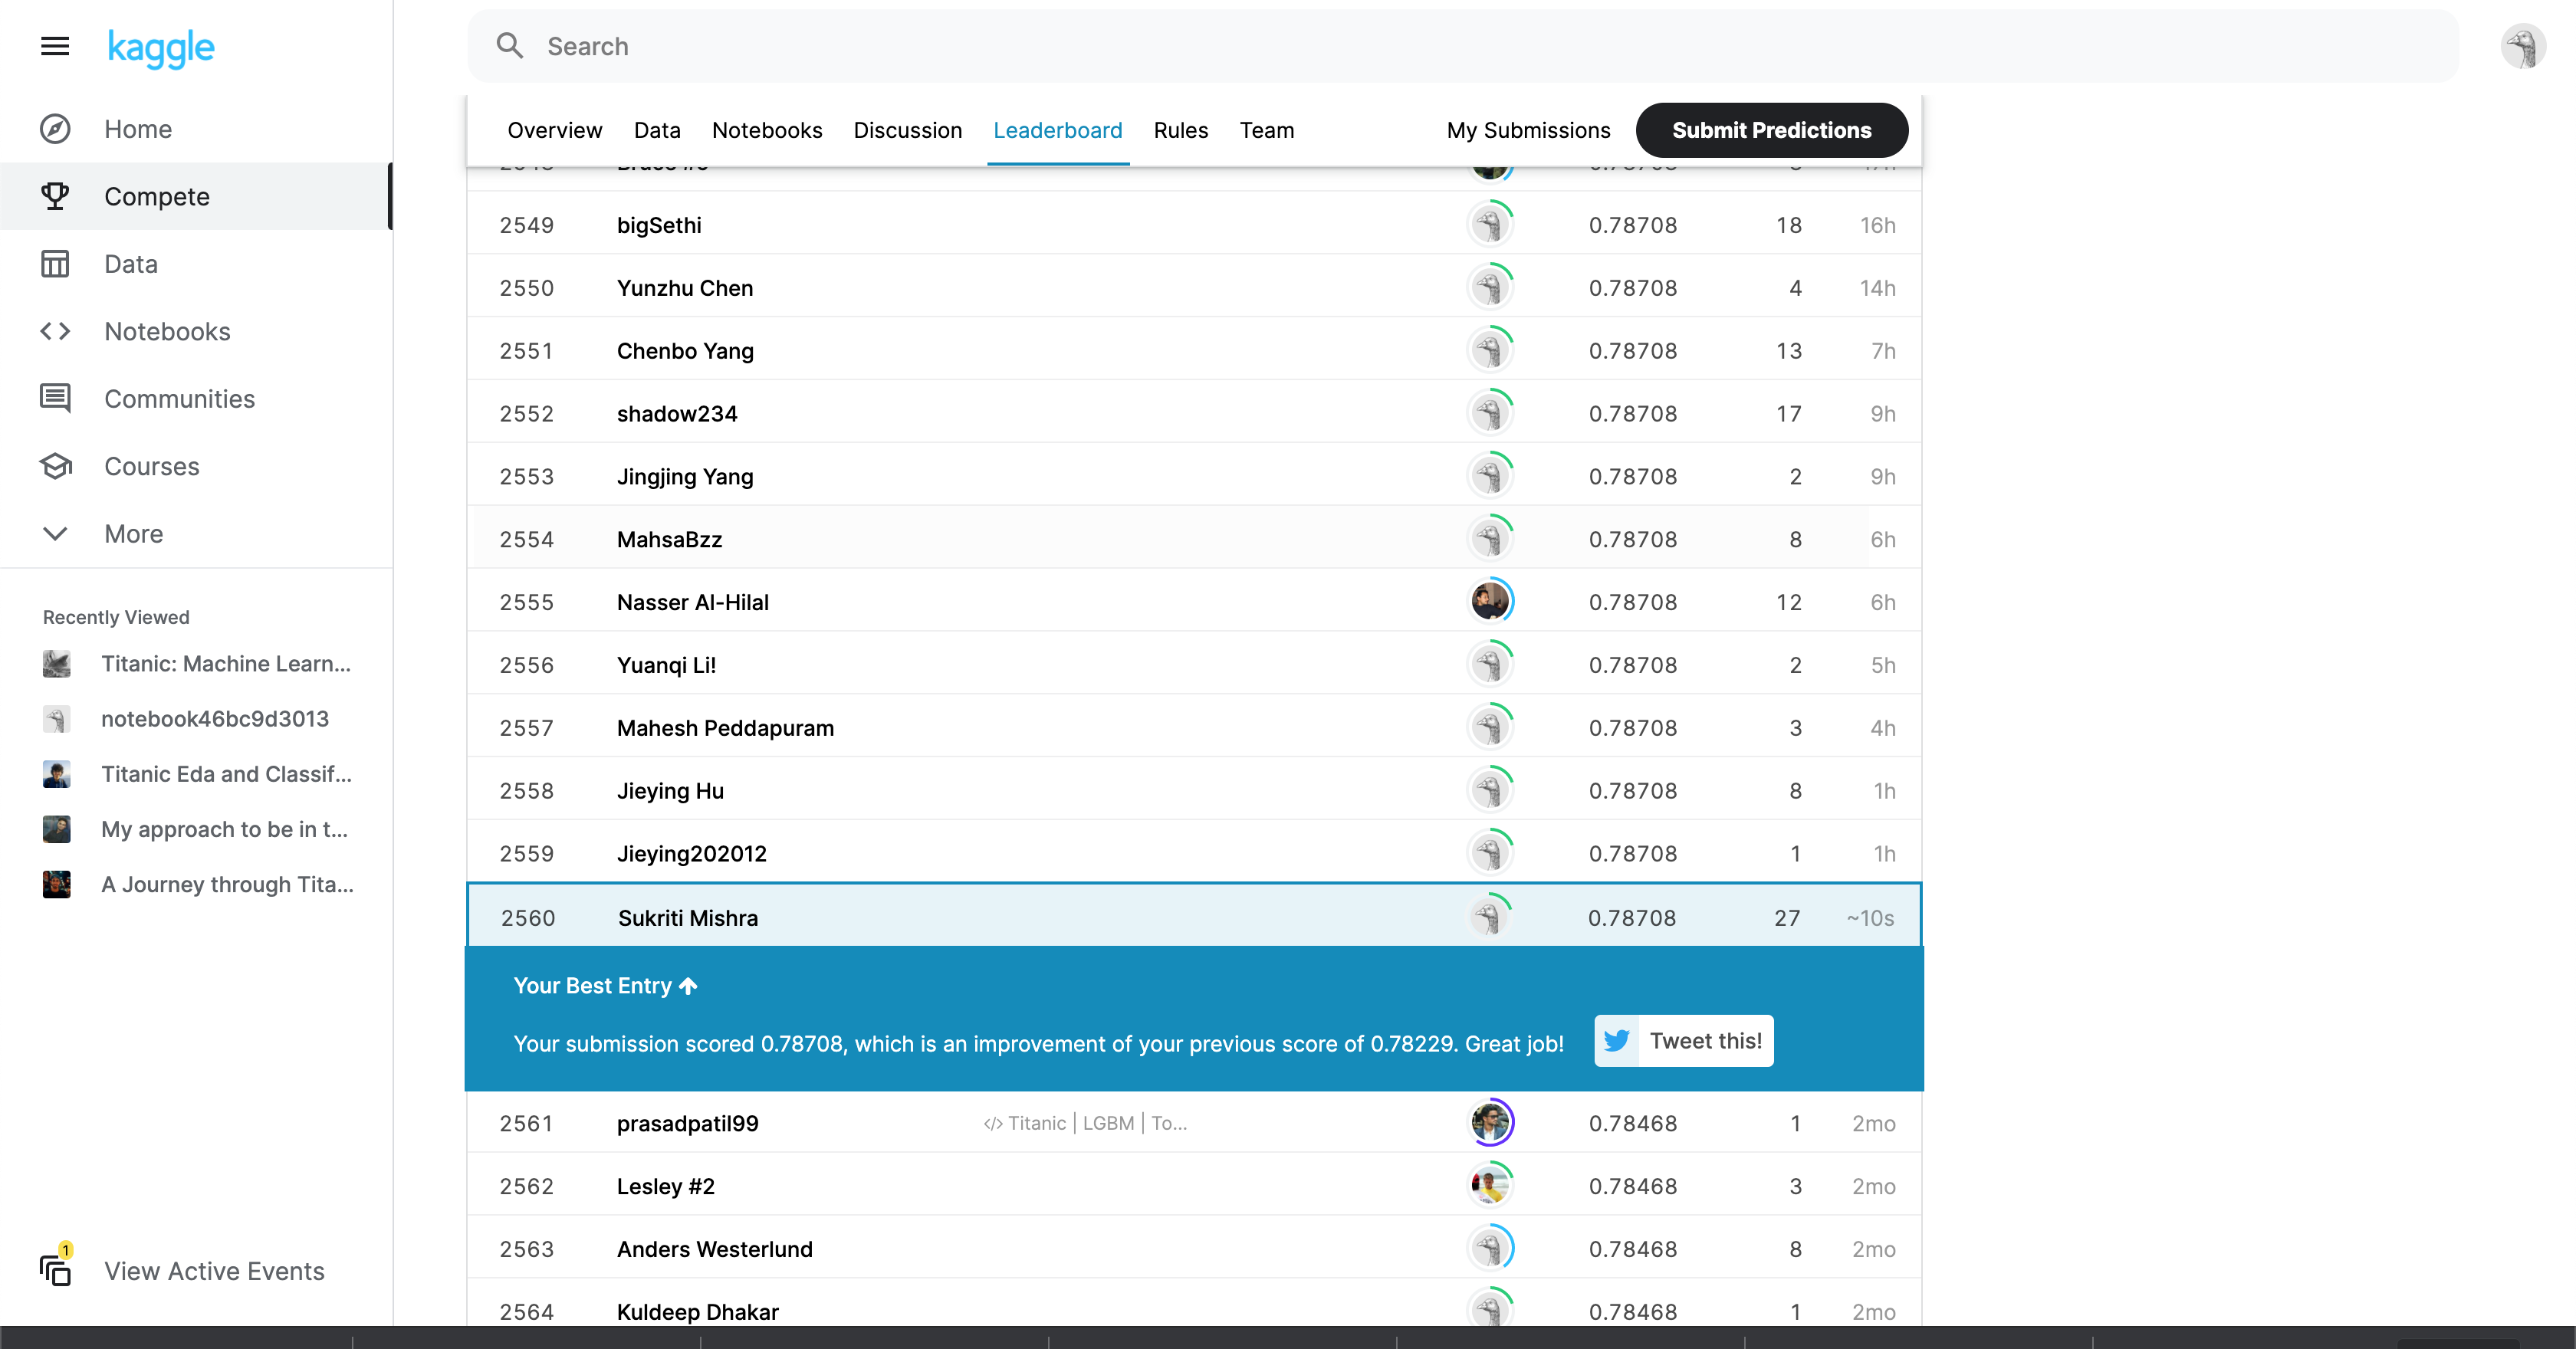 kaggle
Search
Home
Compete
Data
Notebooks
Communities
Courses
More
Recently Viewed
Titanic: Machine Learn...
notebook46bc9d3013
Titanic Eda and Classif...
My approach to be in t...
A Journey through Tita...
1
View Active Events
Overview Data Notebooks Discussion Leaderboard Rules Team My Submissions Submit Predictions
2549 bigSethi 0.78708 18 16h
2550 Yunzhu Chen 0.78708 4 14h
2551 Chenbo Yang 0.78708 13 7h
2552 shadow234 0.78708 17 9h
2553 Jingjing Yang 0.78708 2 9h
2554 MahsaBzz 0.78708 8 6h
2555 Nasser Al-Hilal 0.78708 12 6h
2556 Yuanqi Li! 0.78708 2 5h
2557 Mahesh Peddapuram 0.78708 3 4h
2558 Jieying Hu 0.78708 8 1h
2559 Jieying202012 0.78708 1 1h
2560 Sukriti Mishra 0.78708 27 ~10s
Your Best Entry
Your submission scored 0.78708, which is an improvement of your previous score of 0.78229. Great job! Tweet this!
2561 prasadpatil99 </> Titanic | LGBM | To... 0.78468 1 2mo
2562 Lesley #2 0.78468 3 2mo
2563 Anders Westerlund 0.78468 8 2mo
2564 Kuldeep Dhakar 0.78468 1 2mo